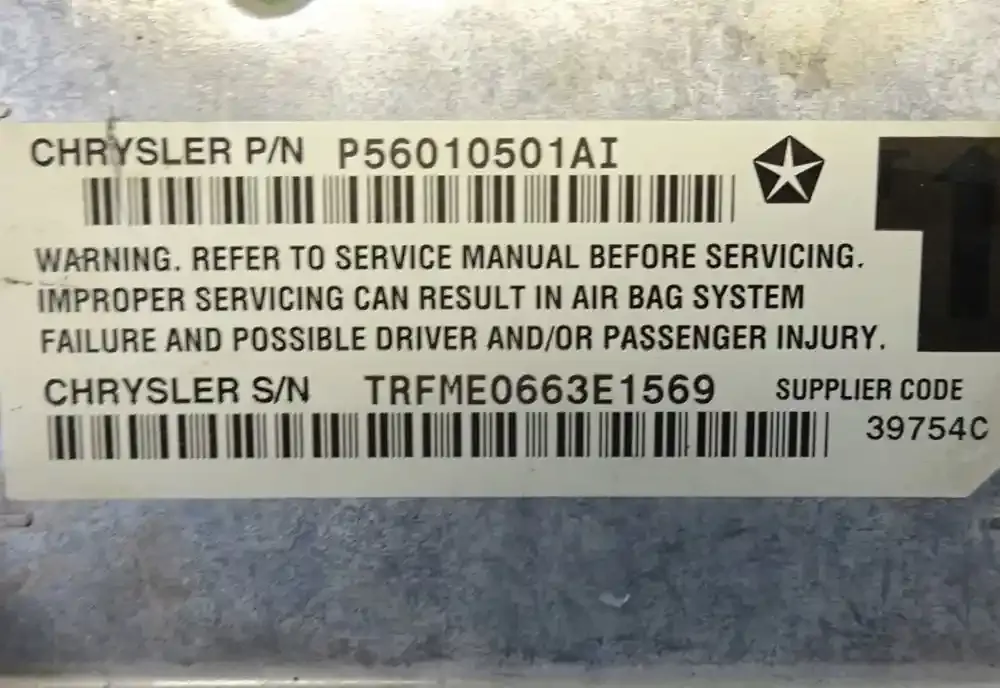 CHRYSLER P/N P56010501AI
WARNING. REFER TO SERVICE MANUAL BEFORE SERVICING.
IMPROPER SERVICING CAN RESULT IN AIR BAG SYSTEM
FAILURE AND POSSIBLE DRIVER AND/OR PASSENGER INJURY.
CHRYSLER S/N TRFME0663E1569 SUPPLIER CODE
39754C